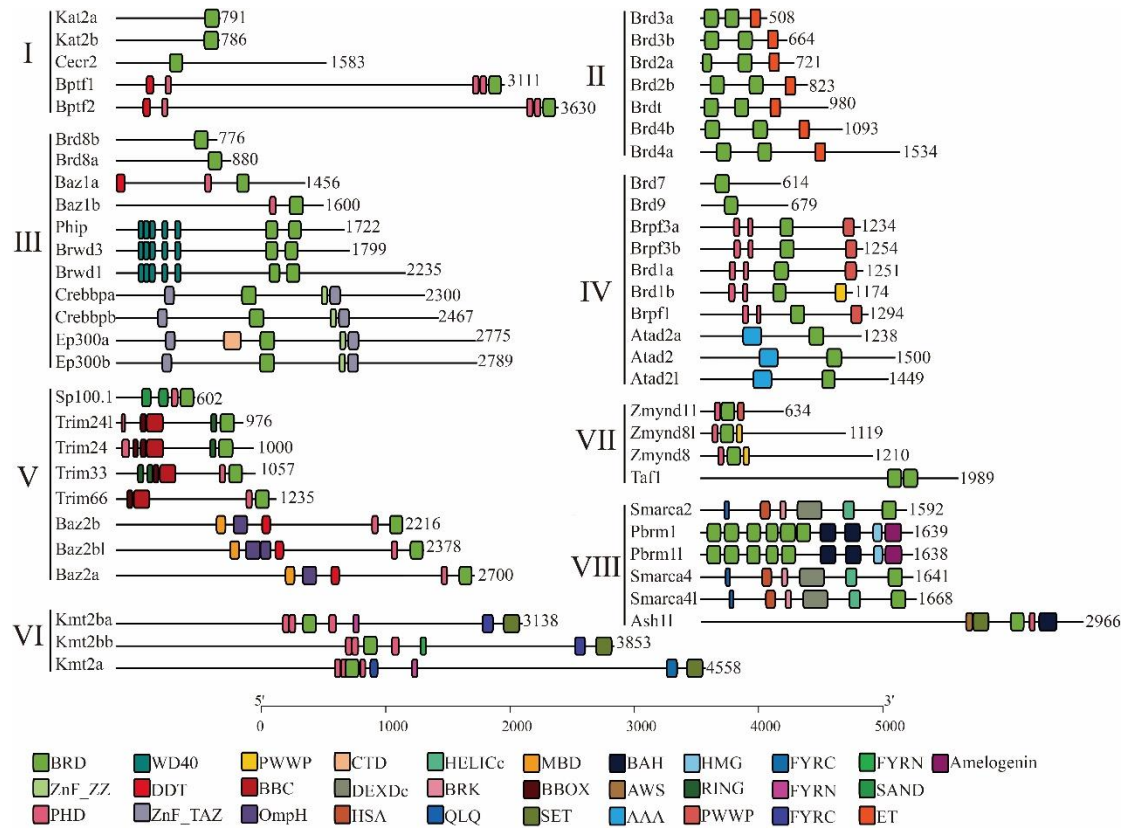 I
Kat2a 791
Kat2b 786
Cecr2 1583
Bptf1 3111
Bptf2 3630
III
Brd8b 776
Brd8a 880
Baz1a 1456
Baz1b 1600
Phip 1722
Brwd3 1799
Brwd1 2235
Crebbpa 2300
Crebbpb 2467
Ep300a 2775
Ep300b 2789
V
Sp100.1 602
Trim24l 976
Trim24 1000
Trim33 1057
Trim66 1235
Baz2b 2216
Baz2bl 2378
Baz2a 2700
VI
Kmt2ba 3138
Kmt2bb 3853
Kmt2a 4558
II
Brd3a 508
Brd3b 664
Brd2a 721
Brd2b 823
Brdt 980
Brd4b 1093
Brd4a 1534
IV
Brd7 614
Brd9 679
Brpf3a 1234
Brpf3b 1254
Brd1a 1251
Brd1b 1174
Brpf1 1294
Atad2a 1238
Atad2 1500
Atad2l 1449
VII
Zmynd11 634
Zmynd8l 1119
Zmynd8 1210
Taf1 1989
VIII
Smarca2 1592
Pbrm1 1639
Pbrm1l 1638
Smarca4 1641
Smarca4l 1668
Ash1l 2966
5′ 3′
0 1000 2000 3000 4000 5000
BRD WD40 PWWP CTD HELICc MBD BAH HMG FYRC FYRN Amelogenin
ZnF_ZZ DDT BBC DEXDc BRK BBOX AWS RING FYRN SAND
PHD ZnF_TAZ OmpH HSA QLQ SET AAA PWWP FYRC ET